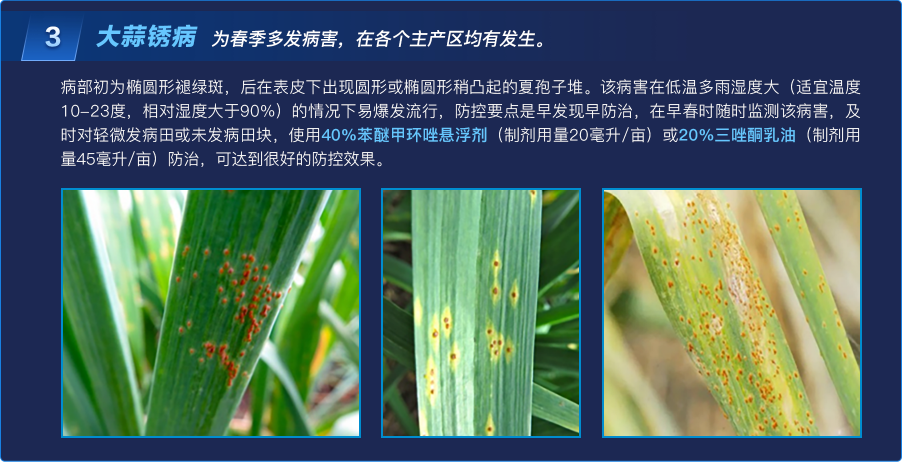 3 大蒜锈病 为春季多发病害，在各个主产区均有发生。
病部初为椭圆形褪绿斑，后在表皮下出现圆形或椭圆形稍凸起的夏孢子堆。该病害在低温多雨湿度大（适宜温度
10-23度，相对湿度大于90%）的情况下易爆发流行，防控要点是早发现早防治，在早春时随时监测该病害，及
时对轻微发病田或未发病田块，使用40%苯醚甲环唑悬浮剂（制剂用量20毫升/亩）或20%三唑酮乳油（制剂用
量45毫升/亩）防治，可达到很好的防控效果。